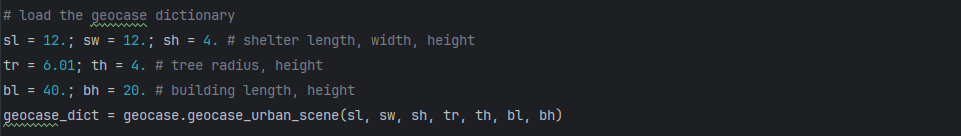 # load the geocase dictionary
sl = 12.; sw = 12.; sh = 4. # shelter length, width, height
tr = 6.01; th = 4. # tree radius, height
bl = 40.; bh = 20. # building length, height
geocase_dict = geocase.geocase_urban_scene(sl, sw, sh, tr, th, bl, bh)